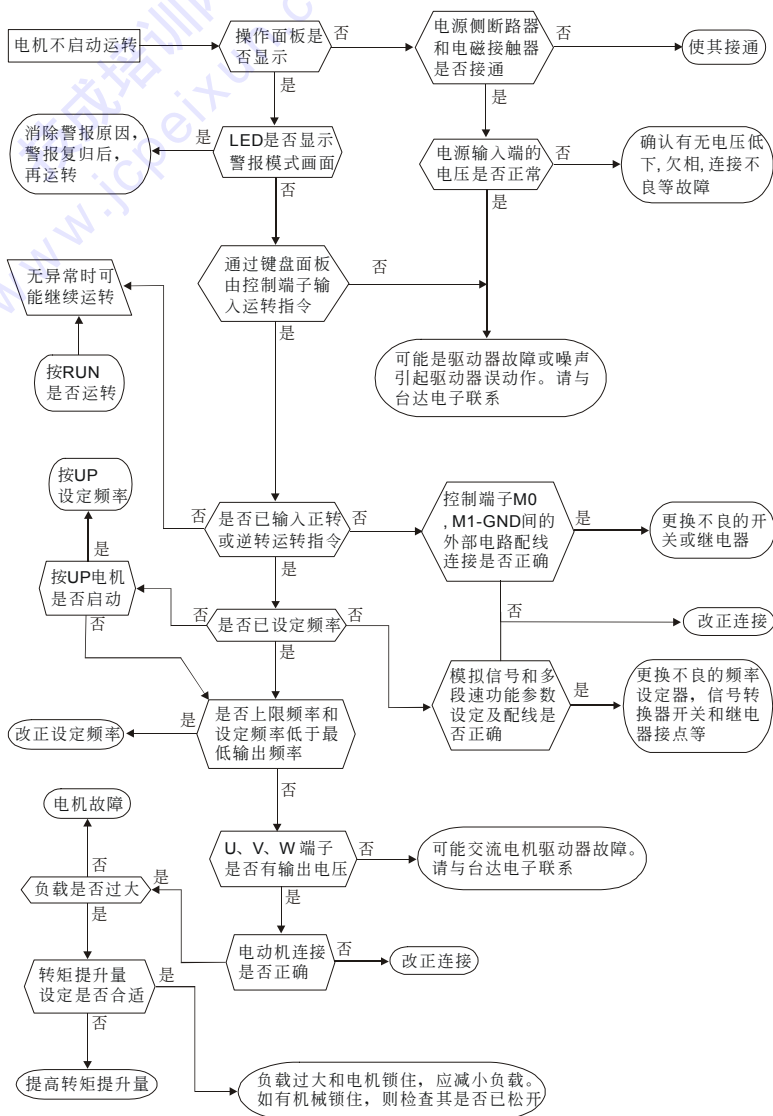 电机不启动运转
操作面板是
否显示
否
电源侧断路器
和电磁接触器
是否接通
否
使其接通
是
是
消除警报原因，
警报复归后，
再运转
是
LED是否显示
警报模式画面
电源输入端的
电压是否正常
否
确认有无电压低
下,欠相,连接不
良等故障
否
是
无异常时可
能继续运转
通过键盘面板
由控制端子输
入运转指令
否
是
按RUN
是否运转
可能是驱动器故障或噪声
引起驱动器误动作。请与
台达电子联系
按UP
设定频率
否
是否已输入正转
或逆转运转指令
否
控制端子M0
,M1-GND间的
外部电路配线
连接是否正确
是
更换不良的开
关或继电器
是
是
按UP电机
是否启动
否
是否已设定频率
否
否
改正连接
否
是
模拟信号和多
段速功能参数
设定及配线是
否正确
是
更换不良的频率
设定器，信号转
换器开关和继电
器接点等
改正设定频率
是
是否上限频率和
设定频率低于最
低输出频率
否
电机故障
U、V、W 端子
是否有输出电压
否
可能交流电机驱动器故障。
请与台达电子联系
否
是
负载是否过大
是
是
电动机连接
是否正确
否
改正连接
转矩提升量
设定是否合适
是
否
提高转矩提升量
负载过大和电机锁住，应减小负载。
如有机械锁住，则检查其是否已松开
www.jcpeixun.c